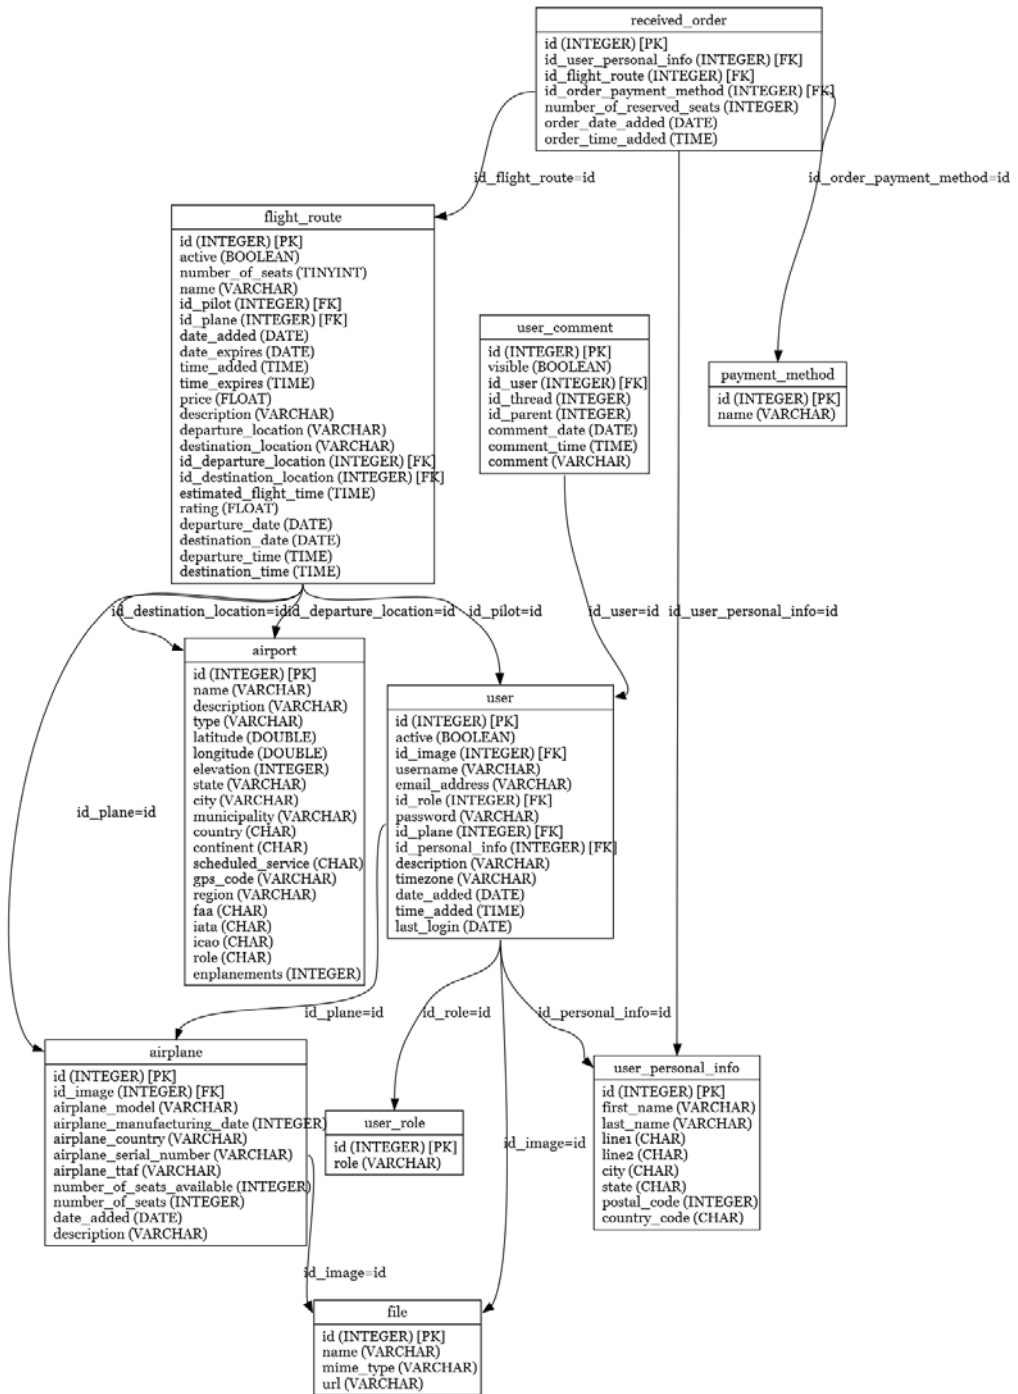 received_order
id (INTEGER) [PK]
id_user_personal_info (INTEGER) [FK]
id_flight_route (INTEGER) [FK]
id_order_payment_method (INTEGER) [FK]
number_of_reserved_seats (INTEGER)
order_date_added (DATE)
order_time_added (TIME)
id_flight_route=id
id_order_payment_method=id
flight_route
id (INTEGER) [PK]
active (BOOLEAN)
number_of_seats (TINYINT)
name (VARCHAR)
id_pilot (INTEGER) [FK]
id_plane (INTEGER) [FK]
date_added (DATE)
date_expires (DATE)
time_added (TIME)
time_expires (TIME)
price (FLOAT)
description (VARCHAR)
departure_location (VARCHAR)
destination_location (VARCHAR)
id_departure_location (INTEGER) [FK]
id_destination_location (INTEGER) [FK]
estimated_flight_time (TIME)
rating (FLOAT)
departure_date (DATE)
destination_date (DATE)
departure_time (TIME)
destination_time (TIME)
user_comment
id (INTEGER) [PK]
visible (BOOLEAN)
id_user (INTEGER) [FK]
id_thread (INTEGER)
id_parent (INTEGER)
comment_date (DATE)
comment_time (TIME)
comment (VARCHAR)
payment_method
id (INTEGER) [PK]
name (VARCHAR)
id_destination_location=id
id_departure_location=id
id_pilot=id
id_user=id
id_user_personal_info=id
airport
id (INTEGER) [PK]
name (VARCHAR)
description (VARCHAR)
type (VARCHAR)
latitude (DOUBLE)
longitude (DOUBLE)
elevation (INTEGER)
state (VARCHAR)
city (VARCHAR)
municipality (VARCHAR)
country (CHAR)
continent (CHAR)
scheduled_service (CHAR)
gps_code (VARCHAR)
region (VARCHAR)
faa (CHAR)
iata (CHAR)
icao (CHAR)
role (CHAR)
enplanements (INTEGER)
user
id (INTEGER) [PK]
active (BOOLEAN)
id_image (INTEGER) [FK]
username (VARCHAR)
email_address (VARCHAR)
id_role (INTEGER) [FK]
password (VARCHAR)
id_plane (INTEGER) [FK]
id_personal_info (INTEGER) [FK]
description (VARCHAR)
timezone (VARCHAR)
date_added (DATE)
time_added (TIME)
last_login (DATE)
id_plane=id
id_plane=id
id_role=id
id_personal_info=id
airplane
id (INTEGER) [PK]
id_image (INTEGER) [FK]
airplane_model (VARCHAR)
airplane_manufacturing_date (INTEGER)
airplane_country (VARCHAR)
airplane_serial_number (VARCHAR)
airplane_ttaf (VARCHAR)
number_of_seats_available (INTEGER)
number_of_seats (INTEGER)
date_added (DATE)
description (VARCHAR)
user_role
id (INTEGER) [PK]
role (VARCHAR)
id_image=id
user_personal_info
id (INTEGER) [PK]
first_name (VARCHAR)
last_name (VARCHAR)
line1 (CHAR)
line2 (CHAR)
city (CHAR)
state (CHAR)
postal_code (INTEGER)
country_code (CHAR)
id_image=id
file
id (INTEGER) [PK]
name (VARCHAR)
mime_type (VARCHAR)
url (VARCHAR)